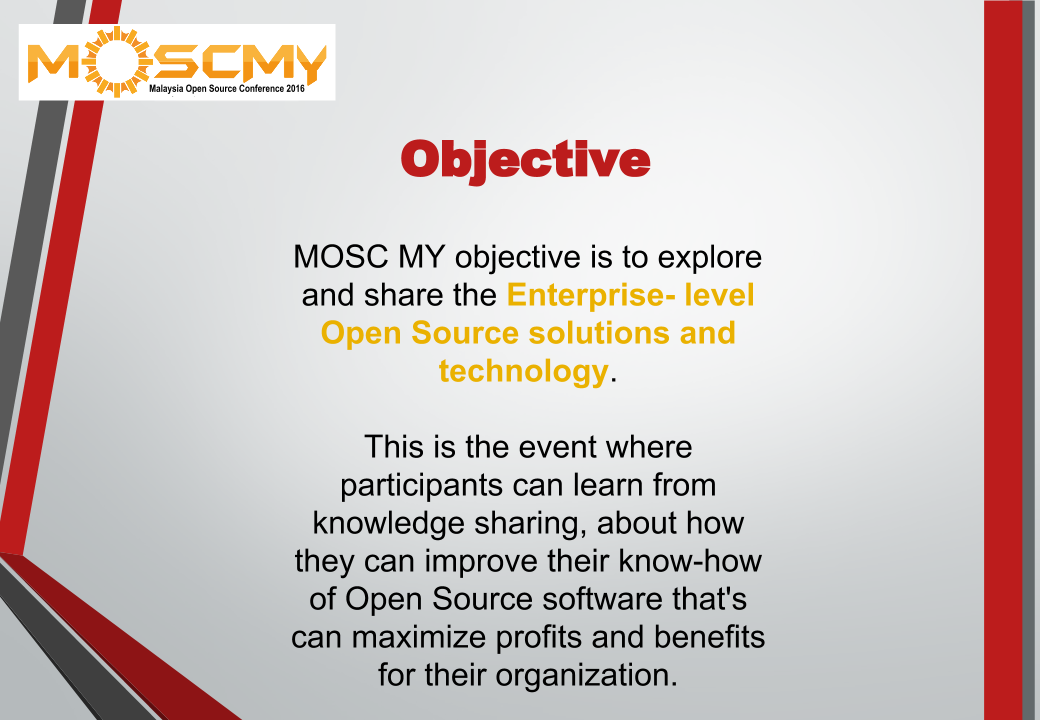 MOSCMY
Malaysia Open Source Conference 2016
Objective
MOSC MY objective is to explore
and share the Enterprise- level
Open Source solutions and
technology.
This is the event where
participants can learn from
knowledge sharing, about how
they can improve their know-how
of Open Source software that's
can maximize profits and benefits
for their organization.